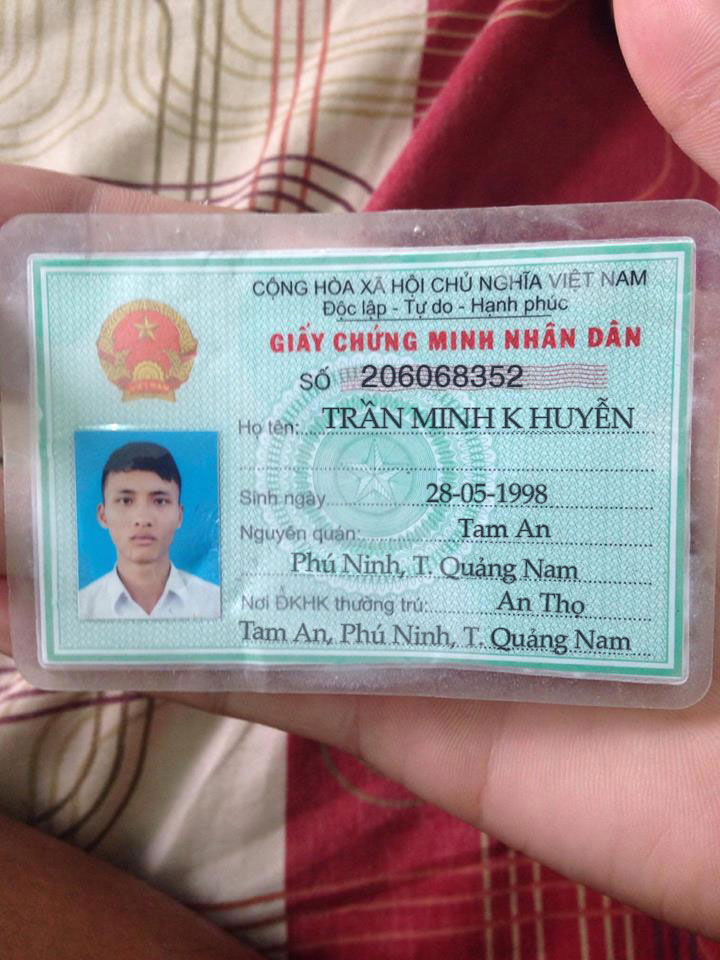 CỘNG HÒA XÃ HỘI CHỦ NGHĨA VIỆT NAM
Độc lập - Tự do - Hạnh phúc
GIẤY CHỨNG MINH NHÂN DÂN
SỐ 206068352
Họ tên: TRẦN MINH K HUYỄN
Sinh ngày 28-05-1998
Nguyên quán: Tam An
Phú Ninh, T. Quảng Nam
Nơi ĐKHK thường trú: An Thọ
Tam An, Phú Ninh, T. Quảng Nam
VIỆT NAM